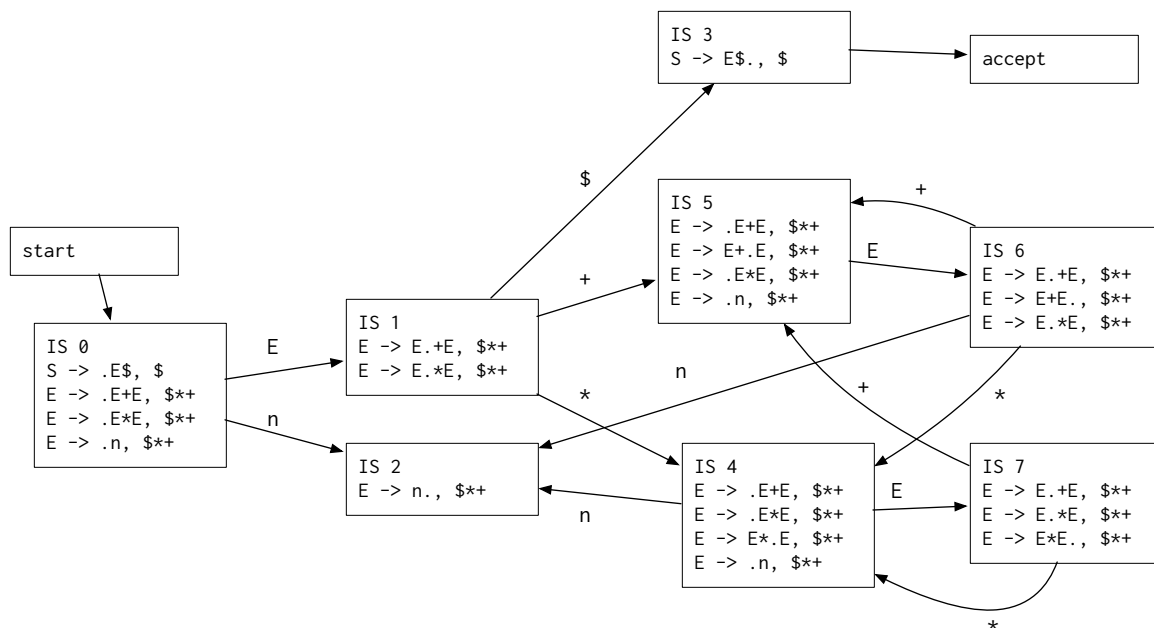 IS 3
S -> E$., $
accept
$
start
IS 5
E -> .E+E, $*+
E -> E+.E, $*+
E -> .E*E, $*+
E -> .n, $*+
+
E
IS 6
E -> E.+E, $*+
E -> E+E., $*+
E -> E.*E, $*+
+
IS 0
S -> .E$, $
E -> .E+E, $*+
E -> .E*E, $*+
E -> .n, $*+
E
n
IS 1
E -> E.+E, $*+
E -> E.*E, $*+
*
n
+
*
IS 2
E -> n., $*+
n
IS 4
E -> .E+E, $*+
E -> .E*E, $*+
E -> E*.E, $*+
E -> .n, $*+
E
IS 7
E -> E.+E, $*+
E -> E.*E, $*+
E -> E*E., $*+
*